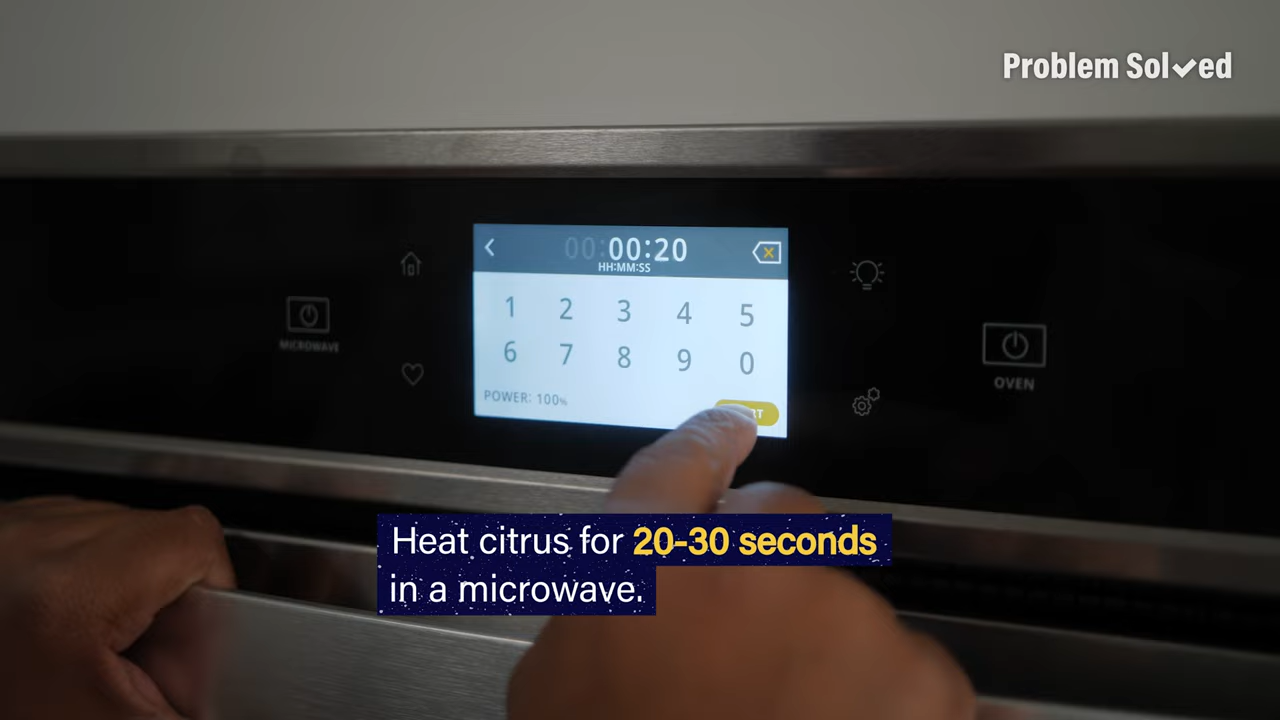 Problem Solved
00:00:20
HH:MM:SS
1 2 3 4 5
6 7 8 9 0
POWER: 100%
MICROWAVE
OVEN
Heat citrus for 20-30 seconds
in a microwave.